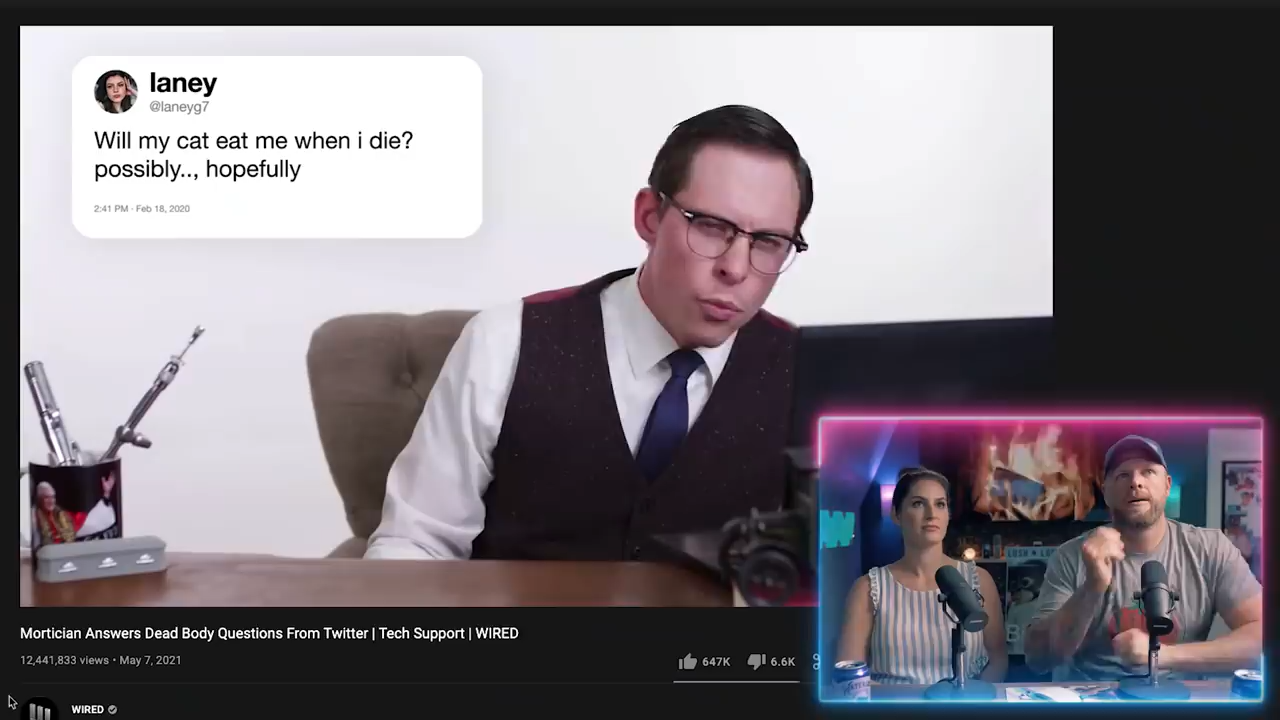 laney
@laneyg7
Will my cat eat me when i die?
possibly.., hopefully
2:41 PM · Feb 18, 2020
W
Mortician Answers Dead Body Questions From Twitter | Tech Support | WIRED
12,441,833 views • May 7, 2021
647K
6.6K
WIRED